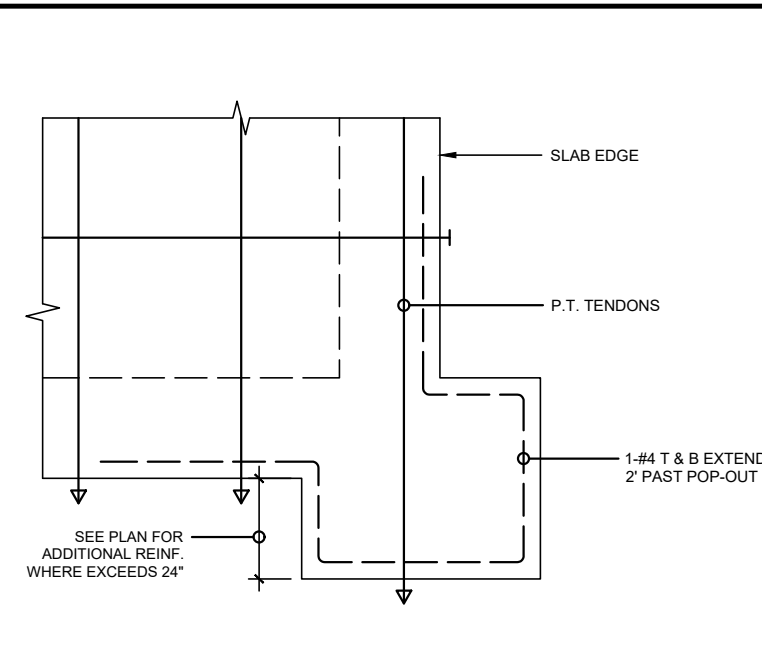 SLAB EDGE
P.T. TENDONS
1-#4 T & B EXTEND
2' PAST POP-OUT
SEE PLAN FOR
ADDITIONAL REINF.
WHERE EXCEEDS 24"